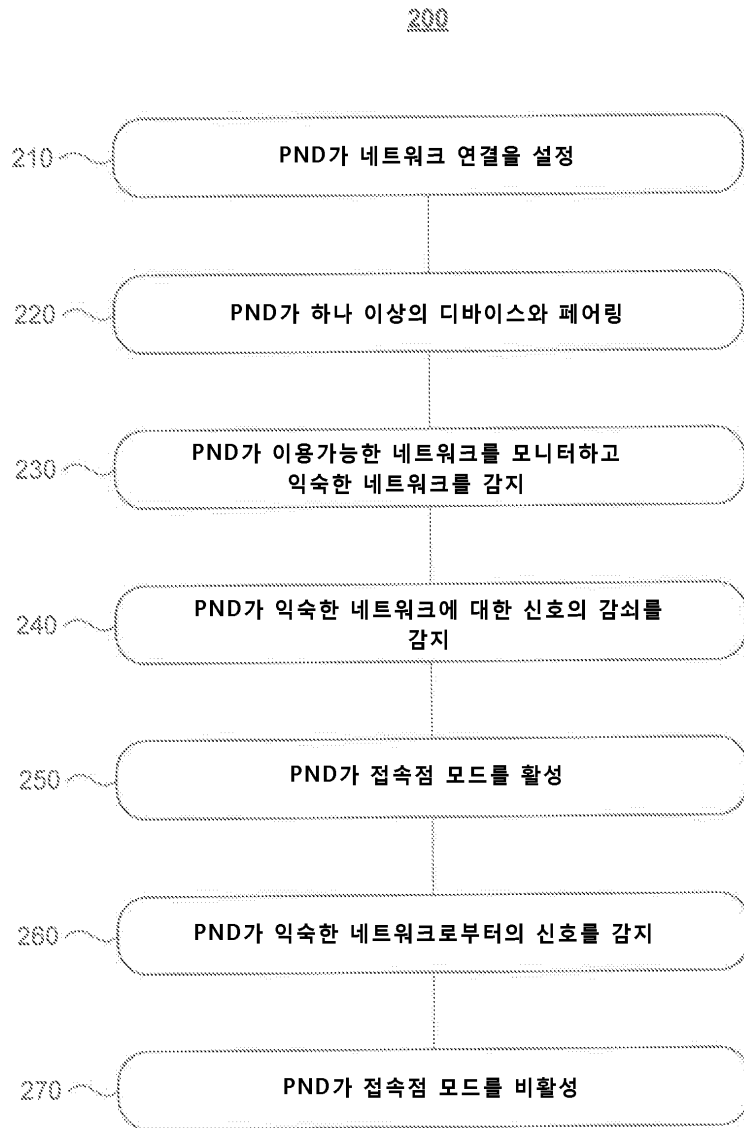 200
210 PND가 네트워크 연결을 설정
220 PND가 하나 이상의 디바이스와 페어링
PND가 이용가능한 네트워크를 모니터하고
230
익숙한 네트워크를 감지
PND가 익숙한 네트워크에 대한 신호의 감쇠를
240
감지
250 PND가 접속점 모드를 활성
260 PND가 익숙한 네트워크로부터의 신호를 감지
270 PND가 접속점 모드를 비활성